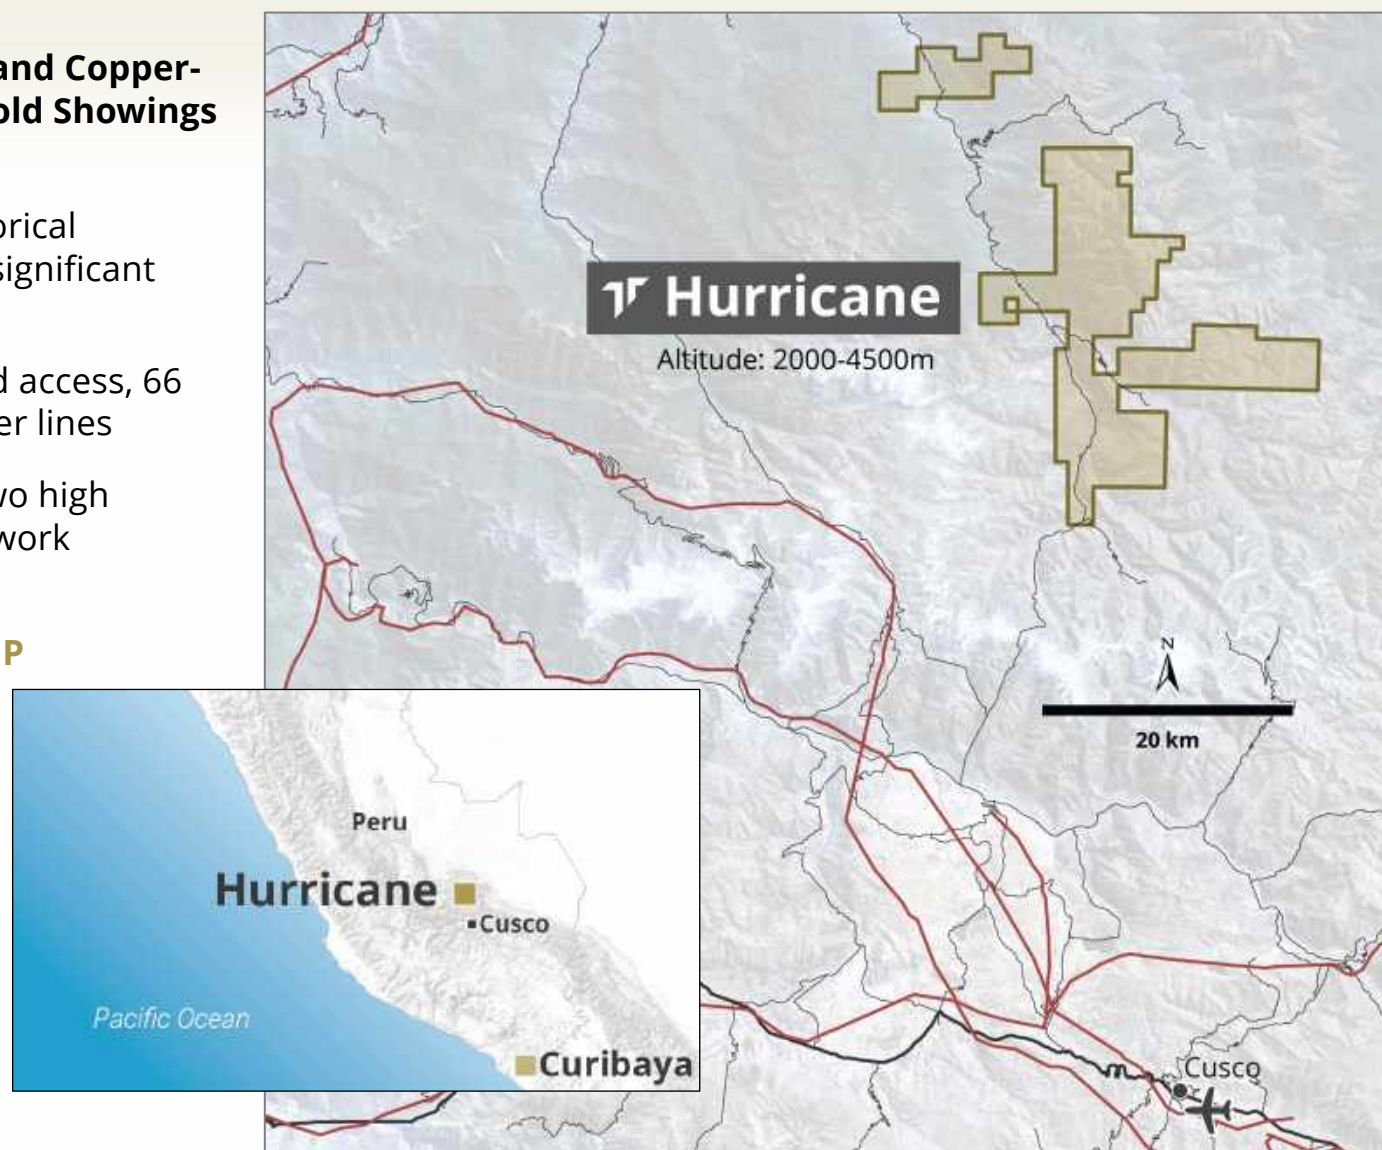 and Copper-
old Showings
orical
significant
d access, 66
er lines
wo high
work
P
Hurricane
Altitude: 2000-4500m
N
20 km
Peru
Hurricane
Cusco
Pacific Ocean
Curibaya
Cusco